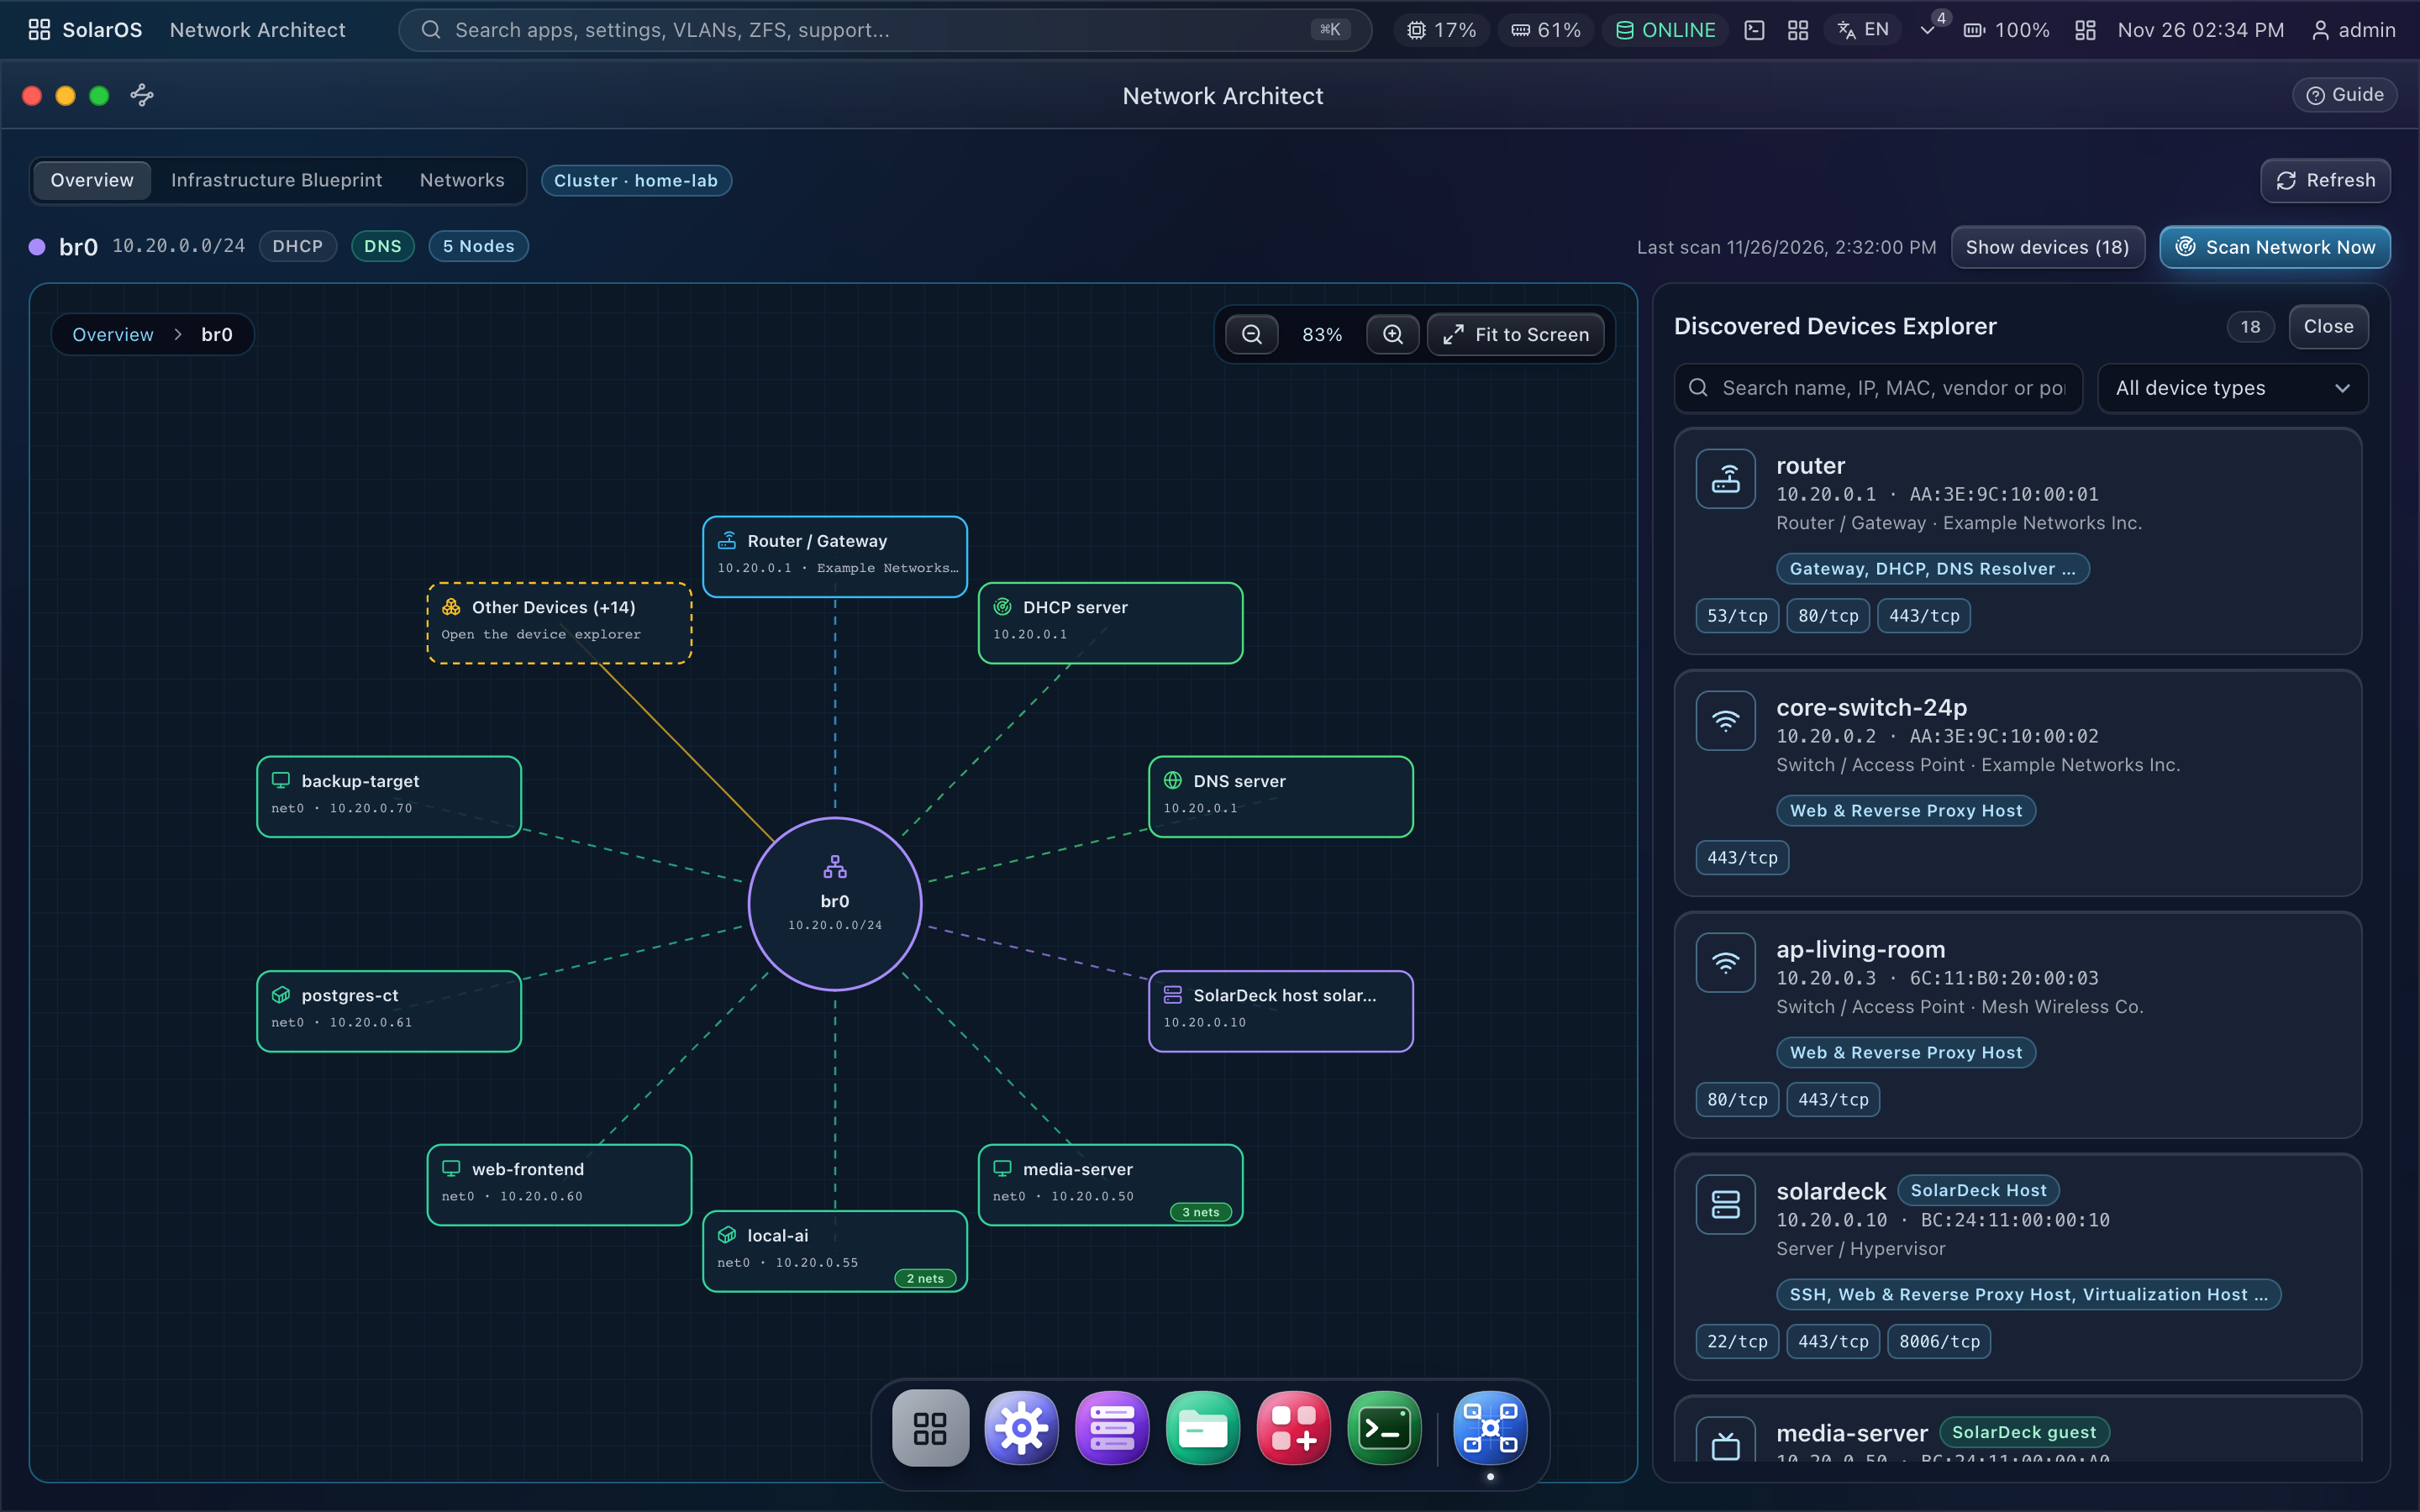 SolarOS Network Architect Search apps, settings, VLANs, ZFS, support... ⌘K 17% 61% ONLINE EN 4 100% Nov 26 02:34 PM admin
Network Architect Guide
Overview Infrastructure Blueprint Networks Cluster · home-lab Refresh
br0 10.20.0.0/24 DHCP DNS 5 Nodes Last scan 11/26/2026, 2:32:00 PM Show devices (18) Scan Network Now
Overview > br0 83% Fit to Screen
Router / Gateway
10.20.0.1 · Example Networks…
Other Devices (+14)
Open the device explorer
DHCP server
10.20.0.1
backup-target
net0 · 10.20.0.70
DNS server
10.20.0.1
br0
10.20.0.0/24
postgres-ct
net0 · 10.20.0.61
SolarDeck host solar...
10.20.0.10
web-frontend
net0 · 10.20.0.60
media-server
net0 · 10.20.0.50
3 nets
local-ai
net0 · 10.20.0.55
2 nets
Discovered Devices Explorer 18 Close
Search name, IP, MAC, vendor or po All device types
router
10.20.0.1 · AA:3E:9C:10:00:01
Router / Gateway · Example Networks Inc.
Gateway, DHCP, DNS Resolver ...
53/tcp 80/tcp 443/tcp
core-switch-24p
10.20.0.2 · AA:3E:9C:10:00:02
Switch / Access Point · Example Networks Inc.
Web & Reverse Proxy Host
443/tcp
ap-living-room
10.20.0.3 · 6C:11:B0:20:00:03
Switch / Access Point · Mesh Wireless Co.
Web & Reverse Proxy Host
80/tcp 443/tcp
solardeck SolarDeck Host
10.20.0.10 · BC:24:11:00:00:10
Server / Hypervisor
SSH, Web & Reverse Proxy Host, Virtualization Host ...
22/tcp 443/tcp 8006/tcp
media-server SolarDeck guest
10.20.0.50 · BC:24:11:00:00:A0